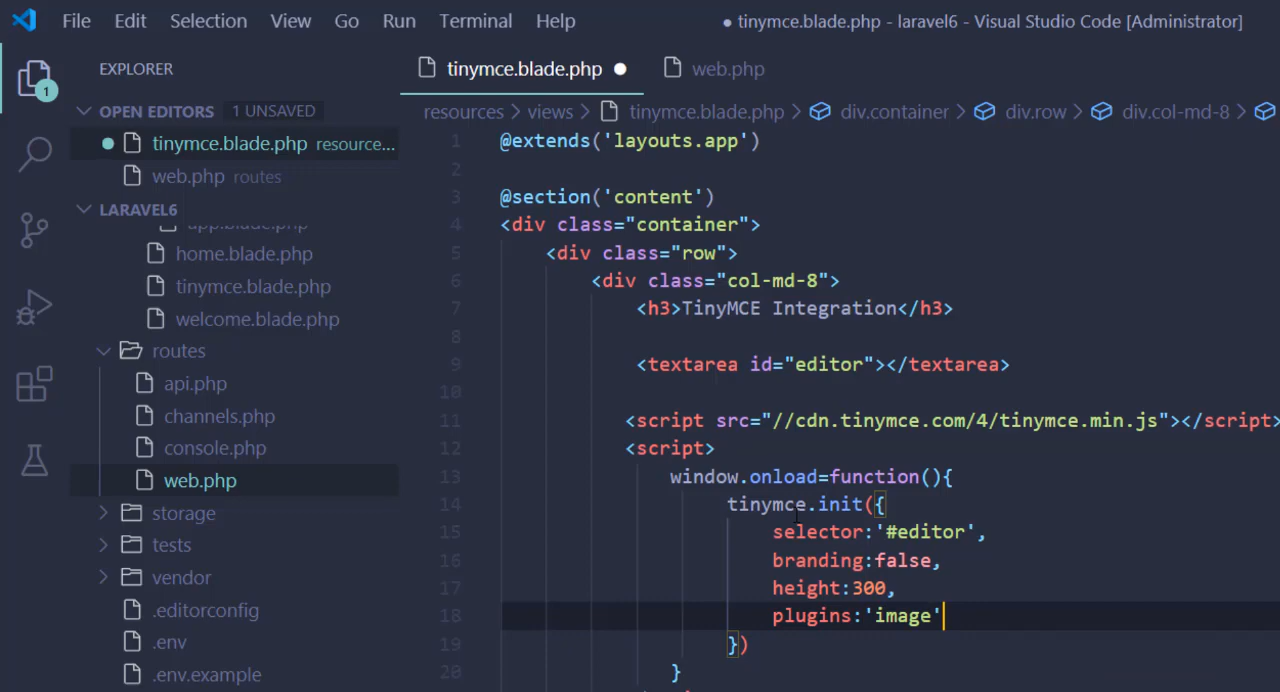 File Edit Selection View Go Run Terminal Help ● tinymce.blade.php - laravel6 - Visual Studio Code [Administrator]
EXPLORER
OPEN EDITORS 1 UNSAVED
tinymce.blade.php resource...
web.php routes
LARAVEL6
app.blade.php
home.blade.php
tinymce.blade.php
welcome.blade.php
routes
api.php
channels.php
console.php
web.php
storage
tests
vendor
.editorconfig
.env
.env.example
1
tinymce.blade.php ● web.php
resources > views > tinymce.blade.php > div.container > div.row > div.col-md-8 >
1 @extends('layouts.app')
2
3 @section('content')
4 <div class="container">
5 <div class="row">
6 <div class="col-md-8">
7 <h3>TinyMCE Integration</h3>
8
9 <textarea id="editor"></textarea>
10
11 <script src="//cdn.tinymce.com/4/tinymce.min.js"></script>
12 <script>
13 window.onload=function(){
14 tinymce.init({
15 selector:'#editor',
16 branding:false,
17 height:300,
18 plugins:'image'
19 })
20 }